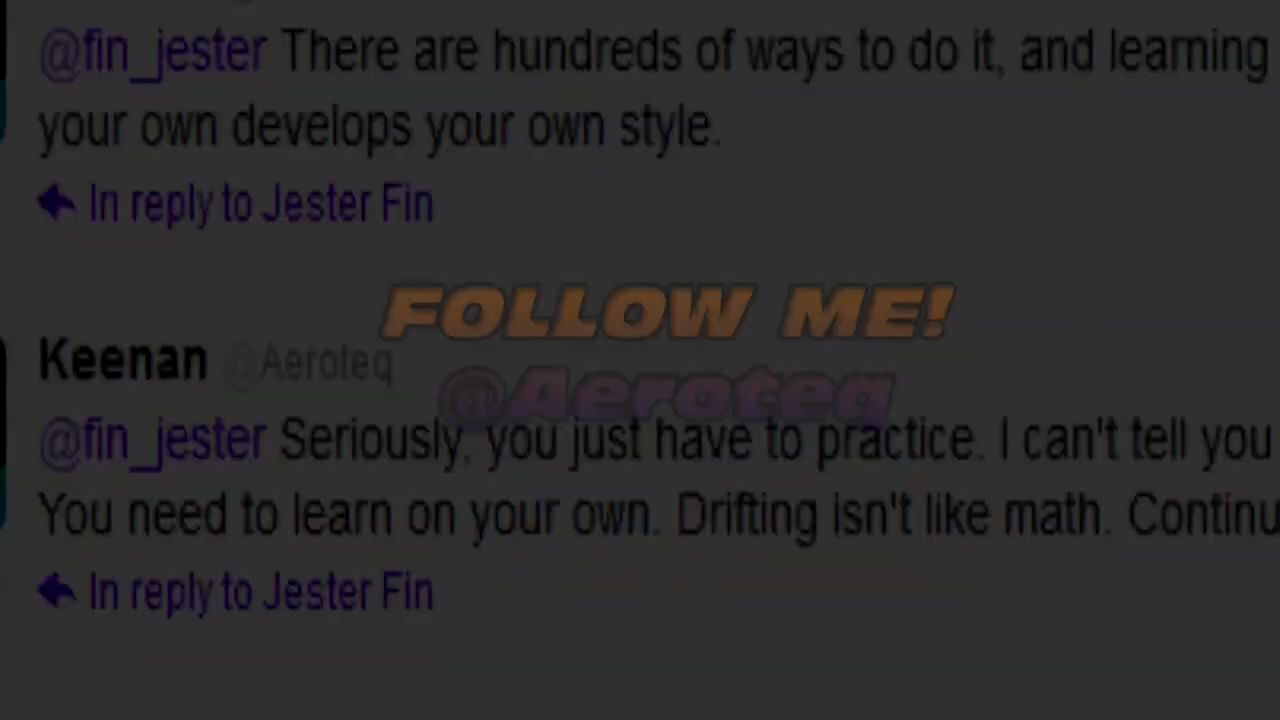 @fin_jester There are hundreds of ways to do it, and learning
your own develops your own style.
In reply to Jester Fin
FOLLOW ME!
Keenan @Aeroteq
@Aeroteq
@fin_jester Seriously, you just have to practice. I can't tell you
You need to learn on your own. Drifting isn't like math. Continu
In reply to Jester Fin